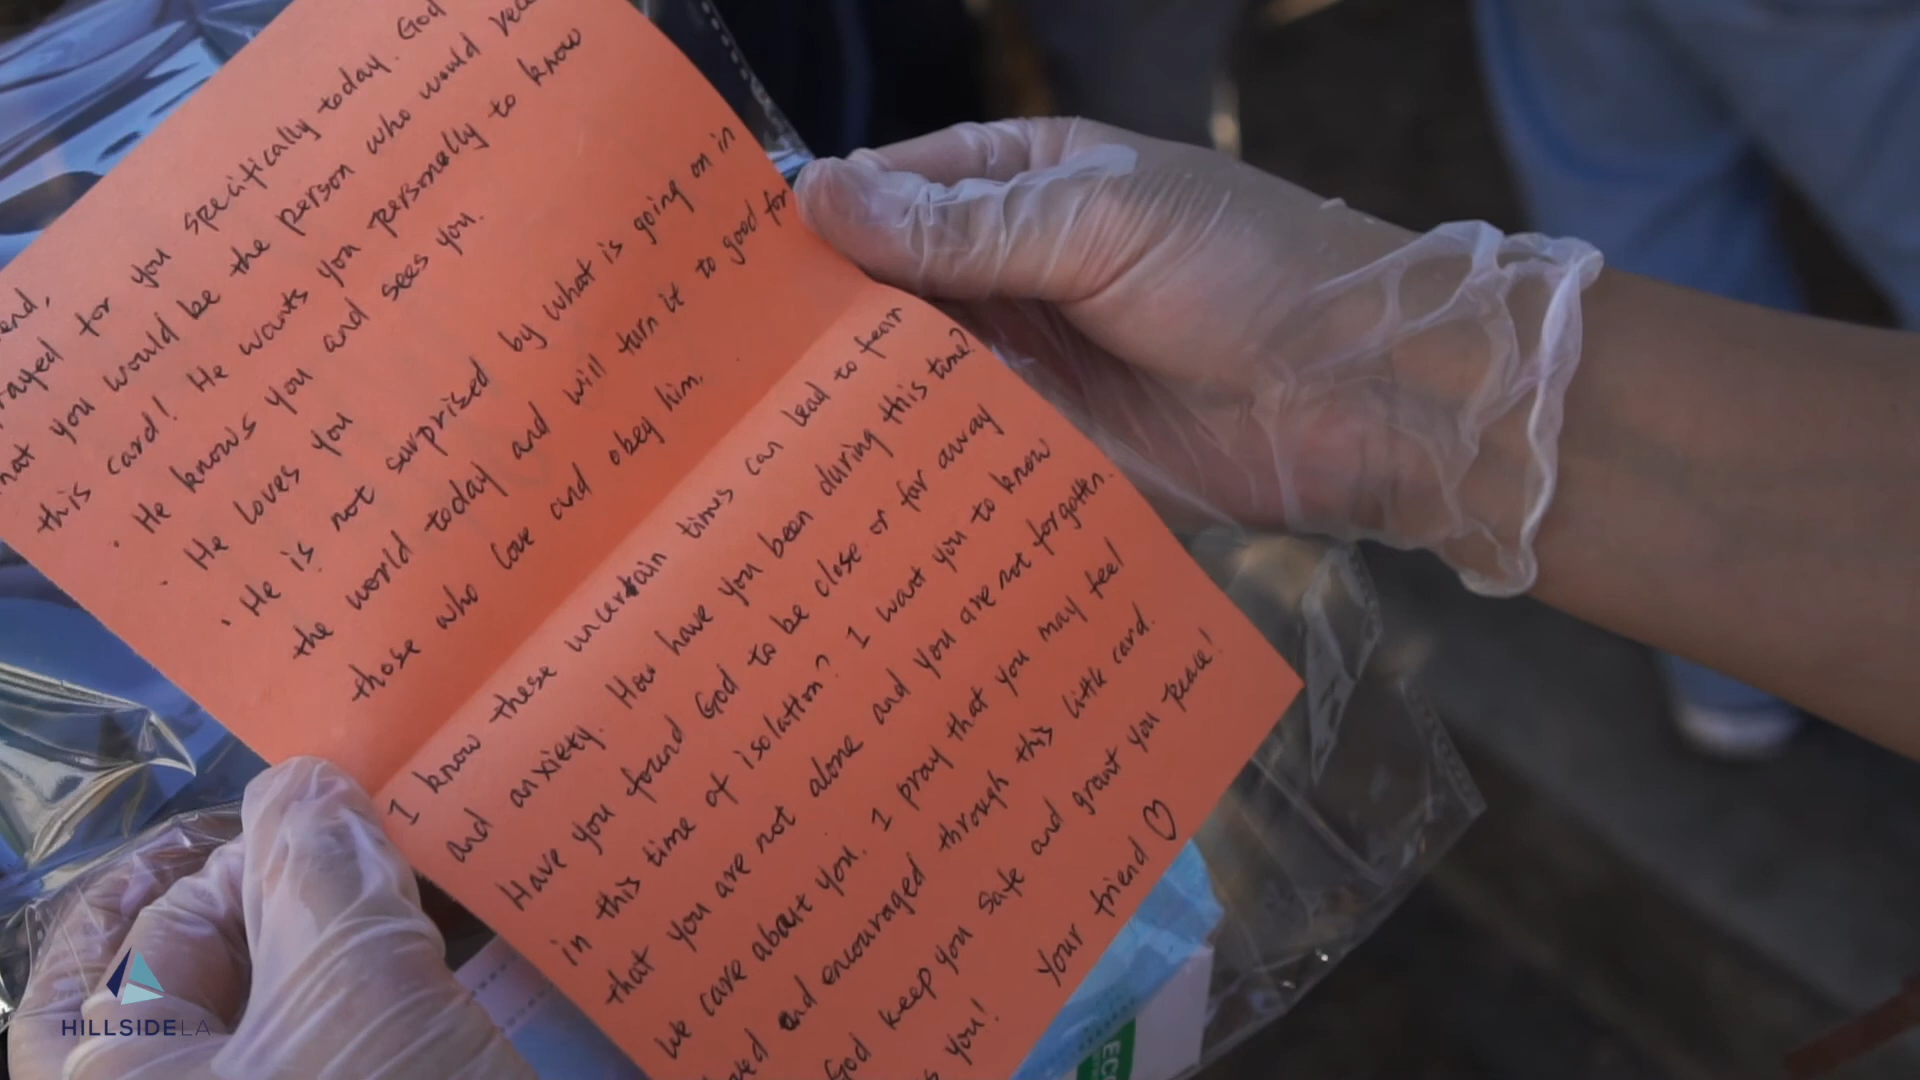 for you specifically today. God
that you would be the person who would
this card! He wants you personally to know
· He knows you and sees you.
· He loves you
· He is not surprised by what is going on in
the world today and will turn it to good for
those who love and obey him.
I know these uncertain times can lead to fear
and anxiety. How have you been during this time?
Have you found God to be close or far away
in this time of isolation? I want you to know
that you are not alone and you are not forgotten.
We care about you. I pray that you may feel
and encouraged through this little card.
God keep you safe and grant you peace!
you!
Your friend ♡
ECO
HILLSIDE LA